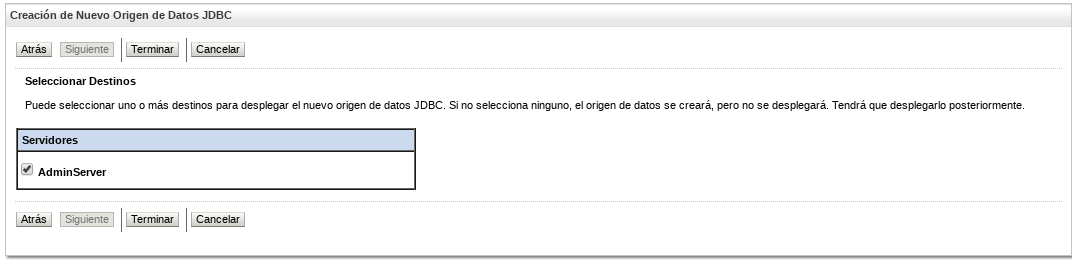 Creación de Nuevo Origen de Datos JDBC
Atrás Siguiente Terminar Cancelar
Seleccionar Destinos
Puede seleccionar uno o más destinos para desplegar el nuevo origen de datos JDBC. Si no selecciona ninguno, el origen de datos se creará, pero no se desplegará. Tendrá que desplegarlo posteriormente.
Servidores
AdminServer
Atrás Siguiente Terminar Cancelar